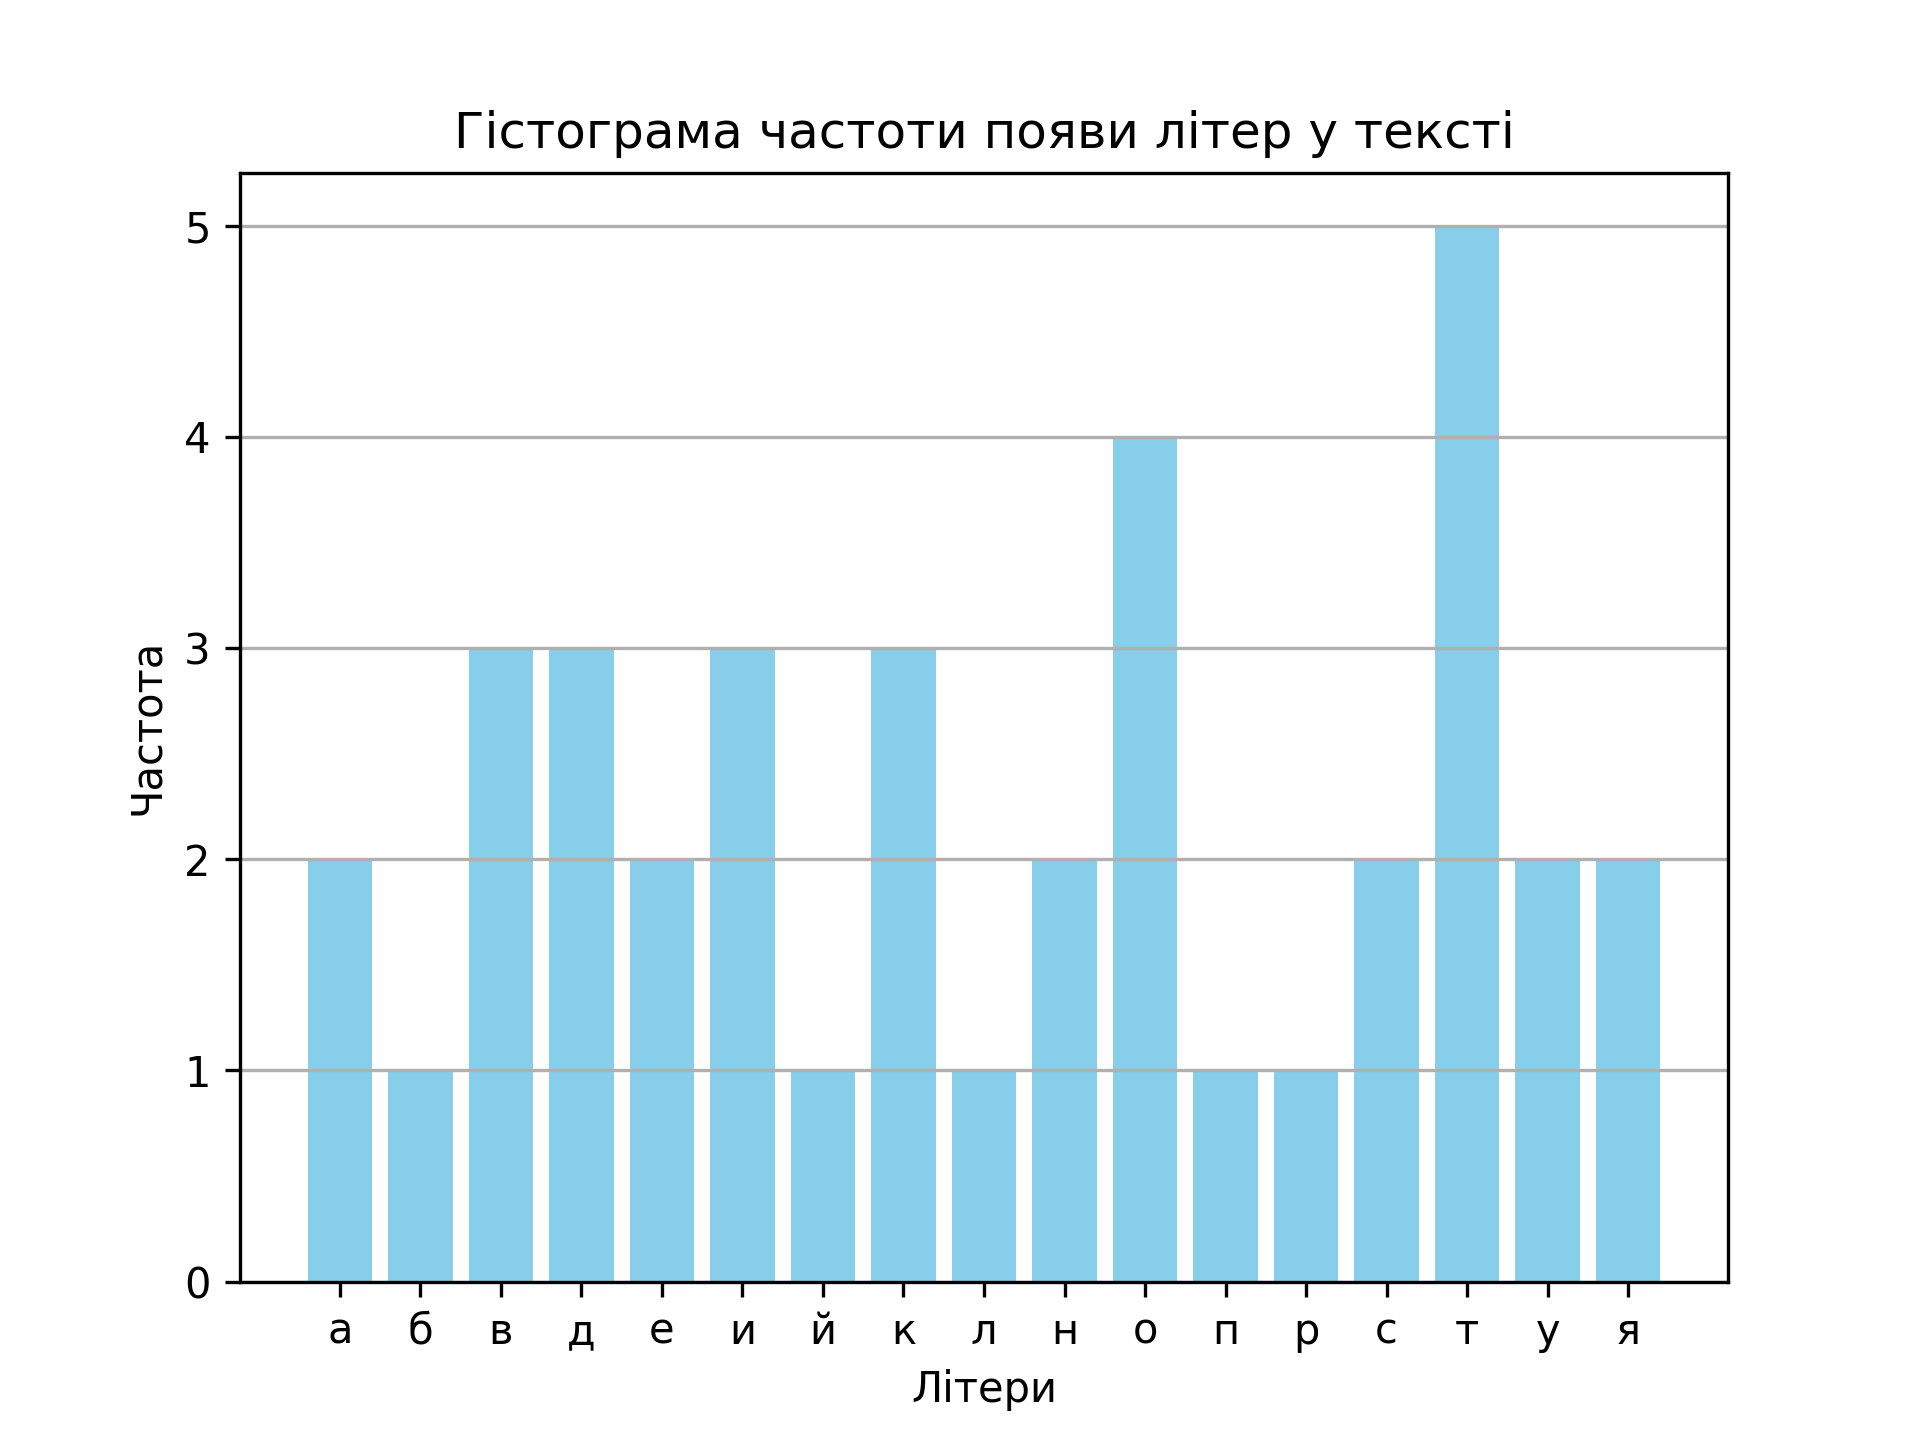 Гістограма частоти появи літер у тексті
5
4
3
2
1
0
Частота
а б в д е и й к л н о п р с т у я
Літери